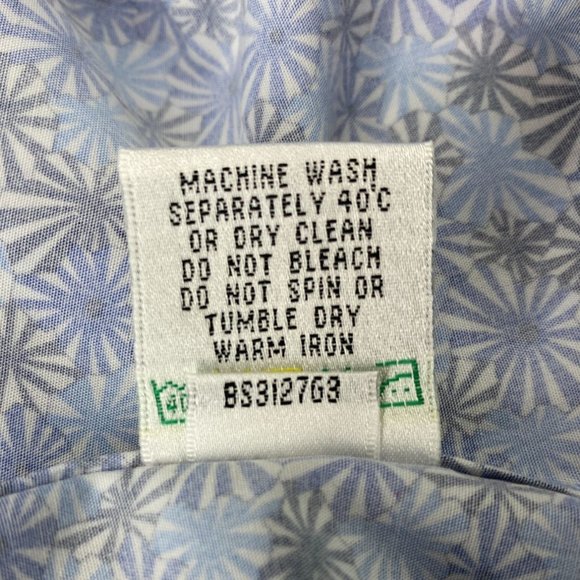 MACHINE WASH,
SEPARATELY 40°C
OR DRY CLEAN
DO NOT BLEACH
DO NOT SPIN OR
TUMBLE DRY
WARM IRON
40
BS312763